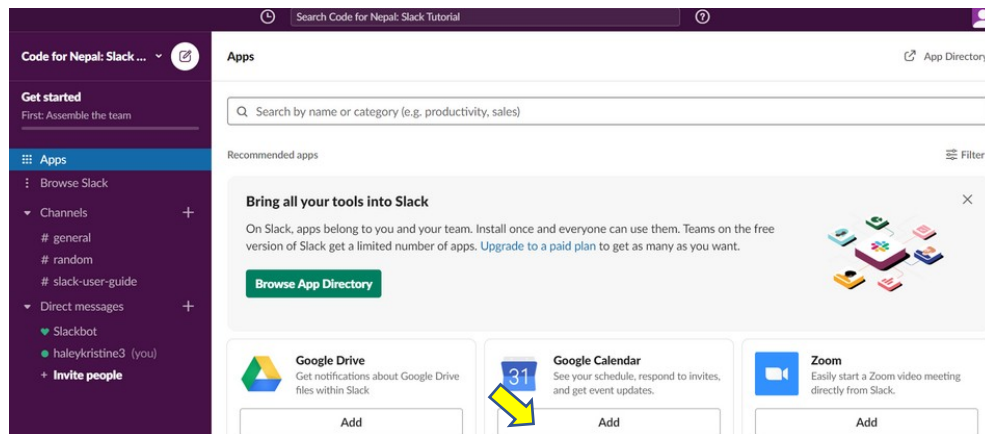 Search Code for Nepal: Slack Tutorial
Code for Nepal: Slack ...
Get started
First: Assemble the team
Apps
Browse Slack
Channels
# general
# random
# slack-user-guide
Direct messages
Slackbot
haleykristine3 (you)
+ Invite people
Apps
App Directory
Search by name or category (e.g. productivity, sales)
Recommended apps
Filter
Bring all your tools into Slack
On Slack, apps belong to you and your team. Install once and everyone can use them. Teams on the free
version of Slack get a limited number of apps. Upgrade to a paid plan to get as many as you want.
Browse App Directory
Google Drive
Get notifications about Google Drive
files within Slack
Add
31
Google Calendar
See your schedule, respond to invites,
and get event updates.
Add
Zoom
Easily start a Zoom video meeting
directly from Slack.
Add